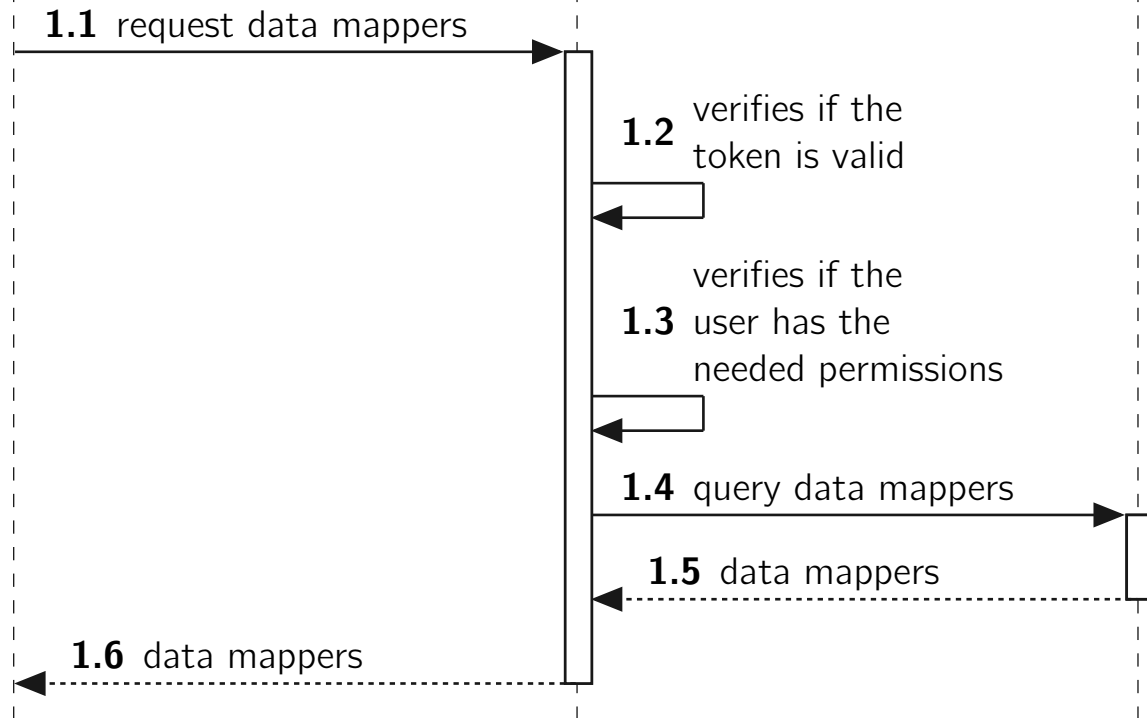 1.1 request data mappers
verifies if the
1.2
token is valid
verifies if the
1.3 user has the
needed permissions
1.4 query data mappers
1.5 data mappers
1.6 data mappers